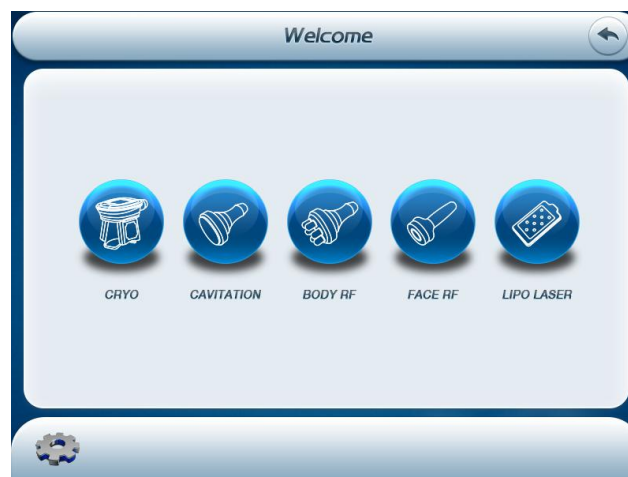 Welcome
CRYO
CAVITATION
BODY RF
FACE RF
LIPO LASER